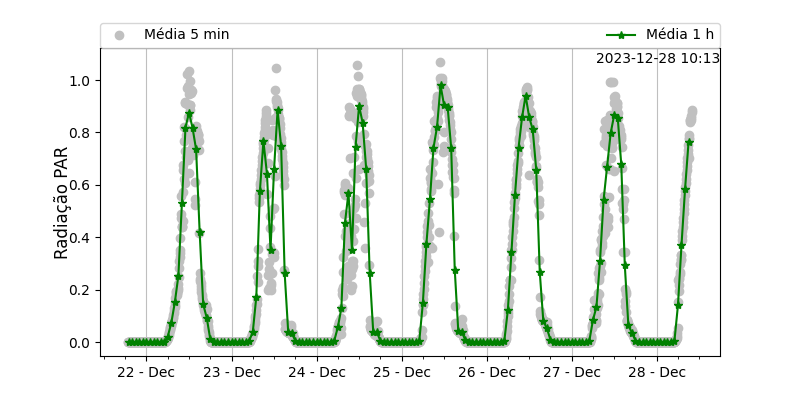 Média 5 min
Média 1 h
2023-12-28 10:13
Radiação PAR
1.0
0.8
0.6
0.4
0.2
0.0
22 - Dec
23 - Dec
24 - Dec
25 - Dec
26 - Dec
27 - Dec
28 - Dec